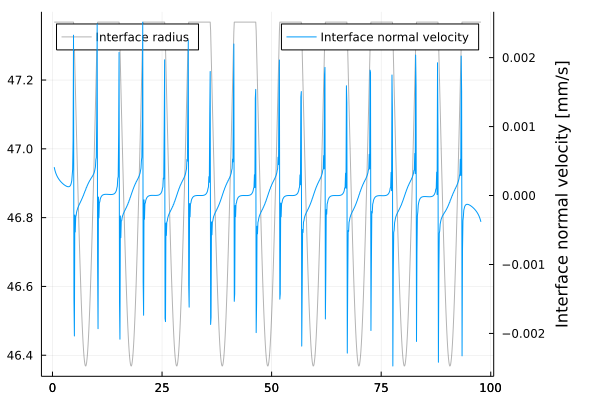 Interface radius
Interface normal velocity
47.2
47.0
46.8
46.6
46.4
0.002
0.001
0.000
−0.001
−0.002
Interface normal velocity [mm/s]
0 25 50 75 100